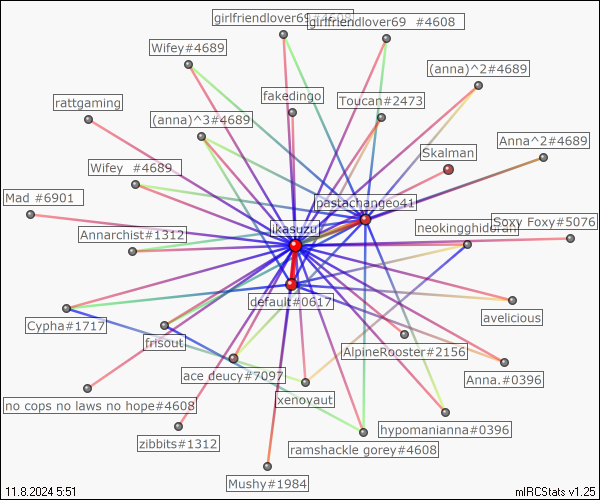 girlfriendlover69#4608
girlfriendlover69  #4608
Wifey#4689
(anna)^2#4689
rattgaming
fakedingo
Toucan#2473
(anna)^3#4689
Anna^2#4689
Skalman
Wifey  #4689
Mad #6901
pastachangeo41
Soxy Foxy#5076
Annarchist#1312
ikasuzu
neokingghidorah
default#0617
Cypha#1717
avelicious
frisout
AlpineRooster#2156
ace deucy#7097
Anna.#0396
no cops no laws no hope#4608
xenoyaut
hypomanianna#0396
zibbits#1312
ramshackle gorey#4608
Mushy#1984
11.8.2024 5:51
mIRCStats v1.25